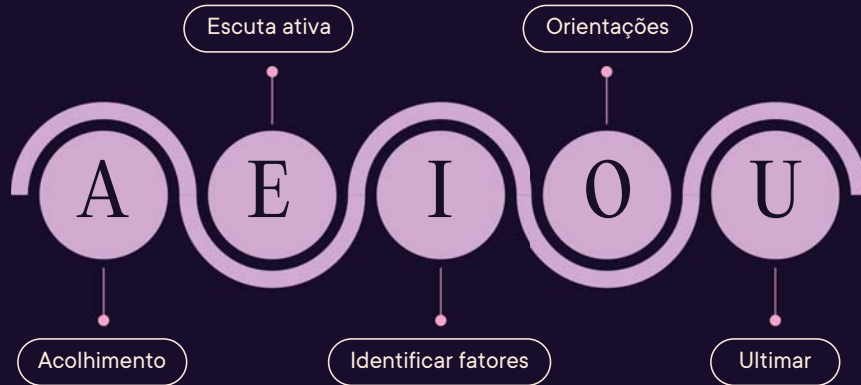 Escuta ativa
Orientações
A
E
I
O
U
Acolhimento
Identificar fatores
Ultimar